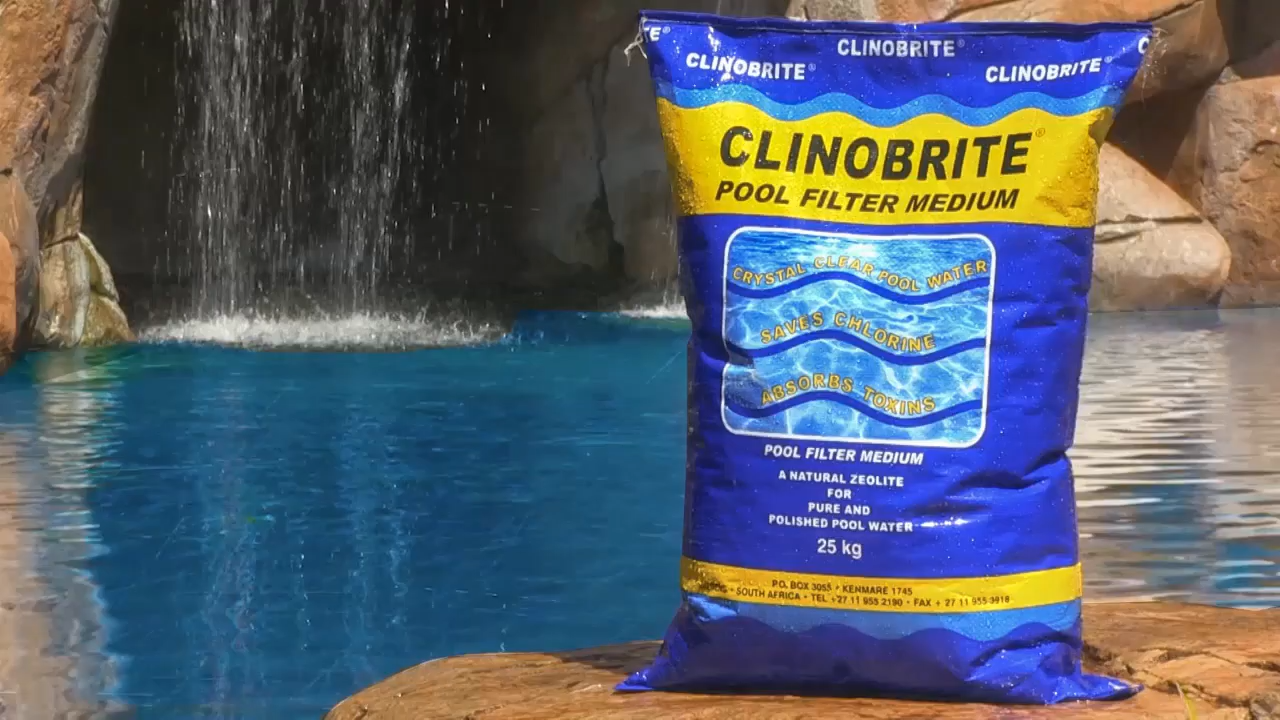 CLINOBRITE®
CLINOBRITE®
CLINOBRITE®
CLINOBRITE®
POOL FILTER MEDIUM
CRYSTAL CLEAR POOL WATER
SAVES CHLORINE
ABSORBS TOXINS
POOL FILTER MEDIUM
A NATURAL ZEOLITE
FOR
PURE AND
POLISHED POOL WATER
25 kg
P.O. BOX 3055 • KENMARE 1745
• SOUTH AFRICA • TEL +27 11 955 2190 • FAX + 27 11 955 3918